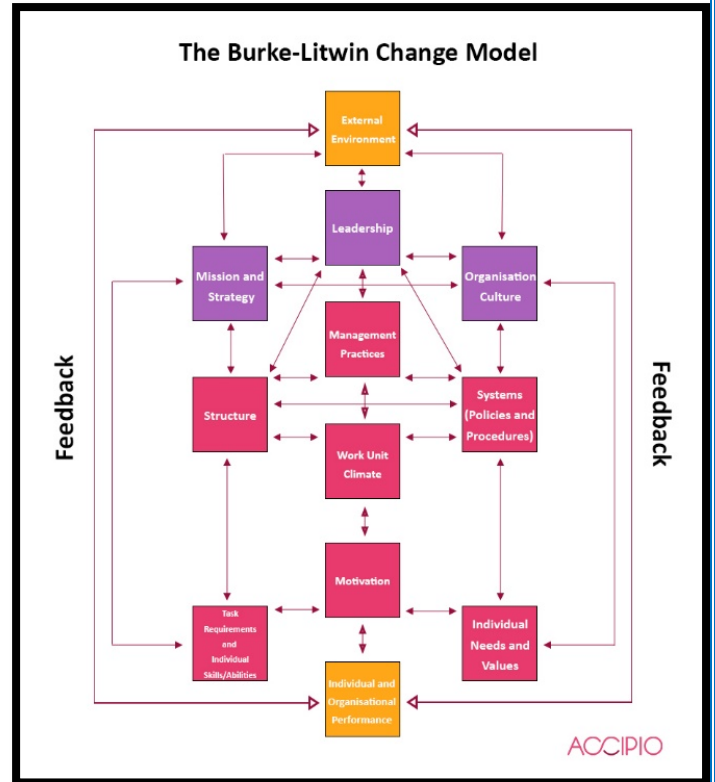 The Burke-Litwin Change Model
External
Environment
Leadership
Mission and
Strategy
Organisation
Culture
Management
Practices
Feedback
Feedback
Structure
Systems
(Policies and
Procedures)
Work Unit
Climate
Motivation
Task
Requirements
and
Individual
Skills/Abilities
Individual
Needs and
Values
Individual and
Organisational
Performance
ACCIPIO